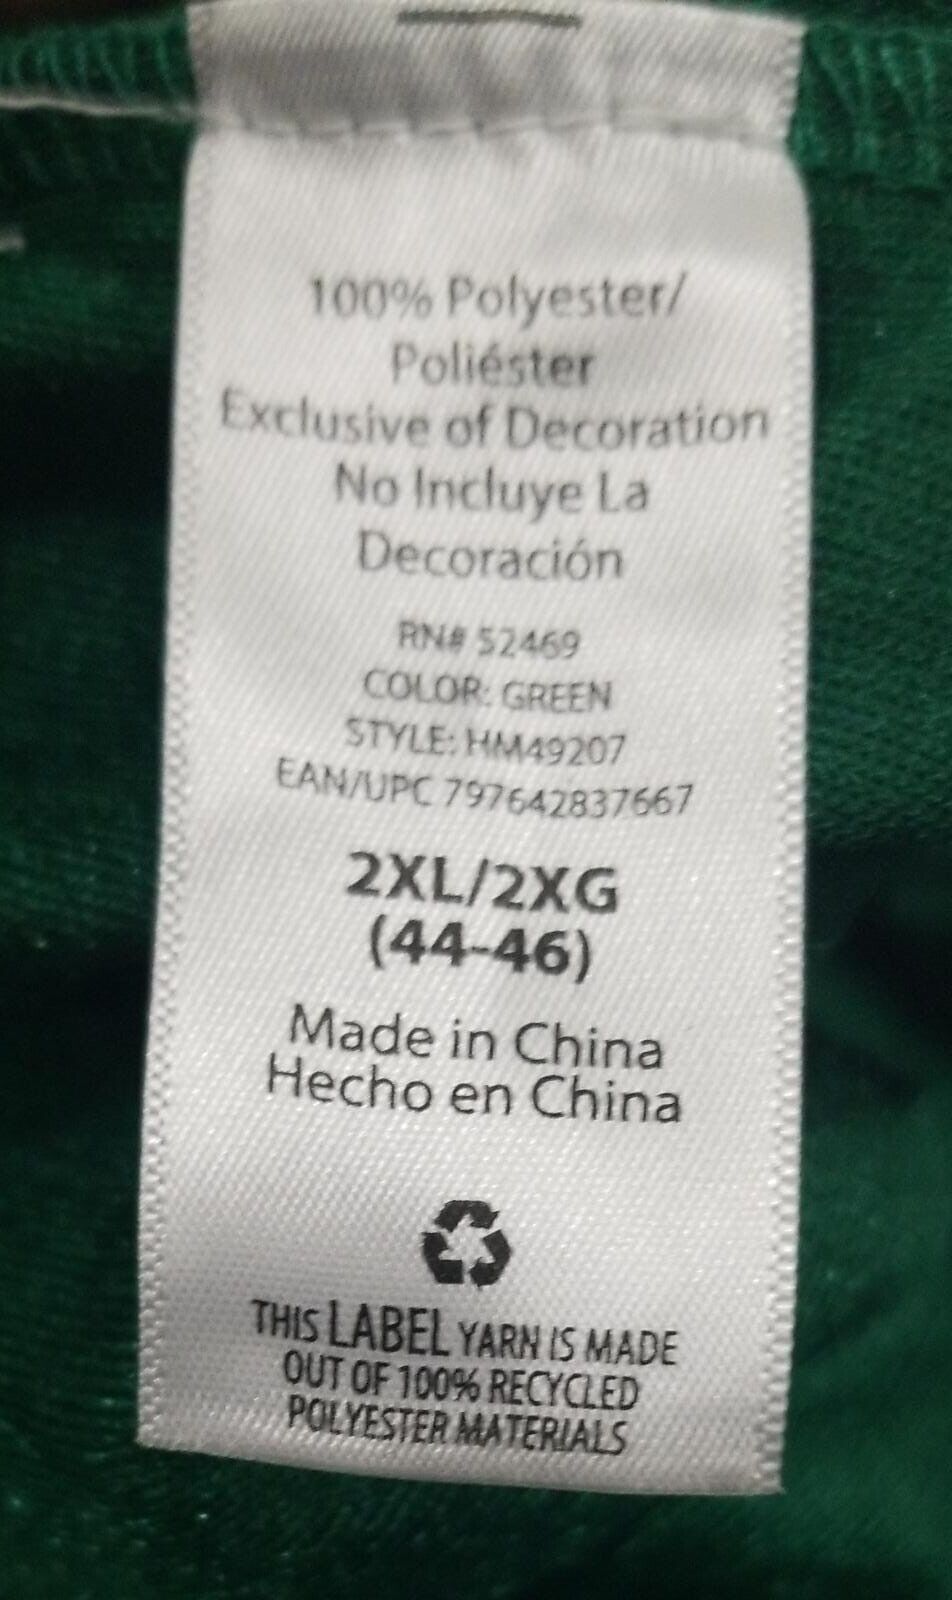 100% Polyester/
Poliéster
Exclusive of Decoration
No Incluye La
Decoración
RN# 52469
COLOR: GREEN
STYLE: HM49207
EAN/UPC 797642837667
2XL/2XG
(44-46)
Made in China
Hecho en China
THIS LABEL YARN IS MADE
OUT OF 100% RECYCLED
POLYESTER MATERIALS